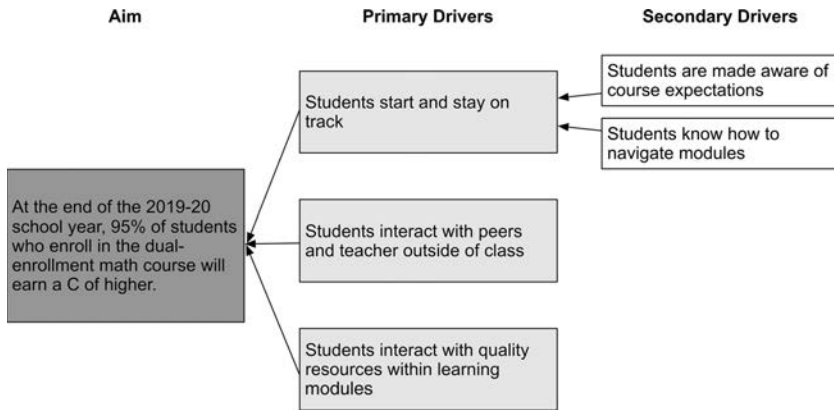 Aim
Primary Drivers
Secondary Drivers
At the end of the 2019-20
school year, 95% of students
who enroll in the dual-
enrollment math course will
earn a C of higher.
Students start and stay on
track
Students interact with peers
and teacher outside of class
Students interact with quality
resources within learning
modules
Students are made aware of
course expectations
Students know how to
navigate modules